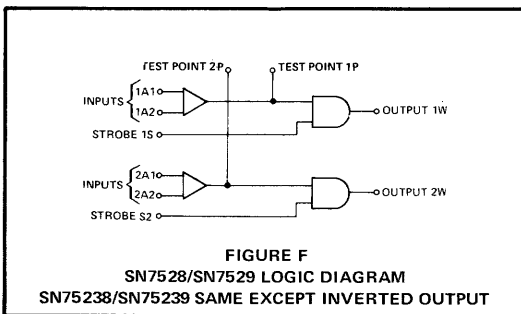 TEST POINT 2P TEST POINT 1P
1A1
INPUTS
1A2
OUTPUT 1W
STROBE 1S
2A1
INPUTS
2A2
OUTPUT 2W
STROBE S2
FIGURE F
SN7528/SN7529 LOGIC DIAGRAM
SN75238/SN75239 SAME EXCEPT INVERTED OUTPUT